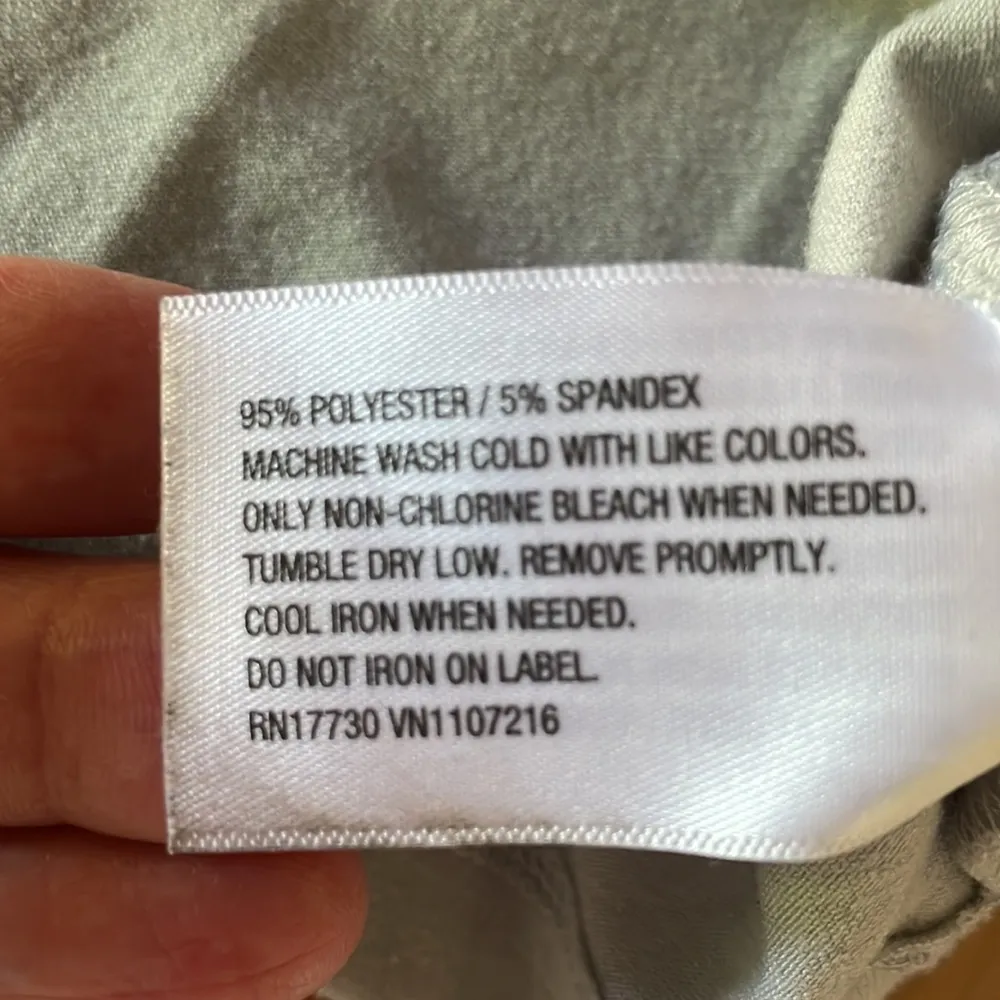 95% POLYESTER / 5% SPANDEX
MACHINE WASH COLD WITH LIKE COLORS.
ONLY NON-CHLORINE BLEACH WHEN NEEDED.
TUMBLE DRY LOW. REMOVE PROMPTLY.
COOL IRON WHEN NEEDED.
DO NOT IRON ON LABEL.
RN17730 VN1107216